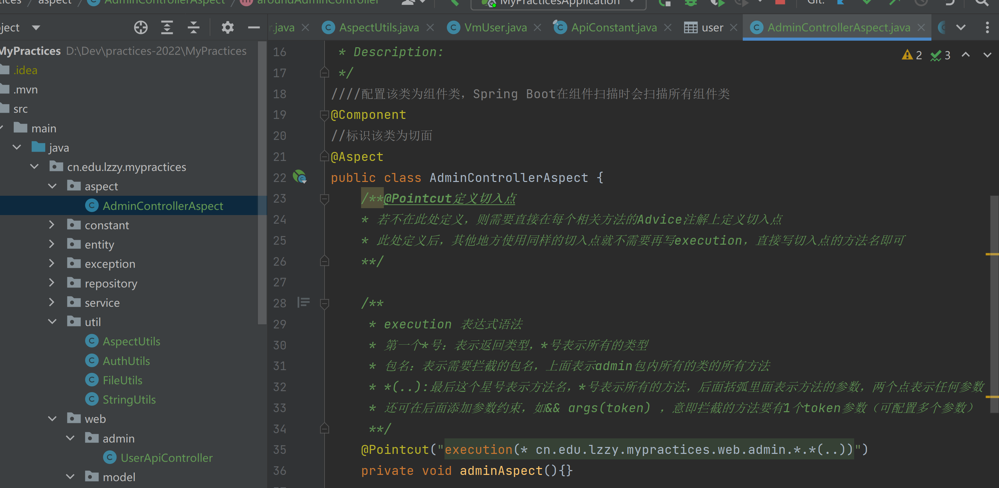 aspect / AdminControllerAspect / aroundAdminController
MyPracticesApplication
Git:
r.java
AspectUtils.java
VmUser.java
ApiConstant.java
user
AdminControllerAspect.java
MyPractices D:\Dev\practices-2022\MyPractices
.idea
.mvn
src
main
java
cn.edu.lzzy.mypractices
aspect
AdminControllerAspect
constant
entity
exception
repository
service
util
AspectUtils
AuthUtils
FileUtils
StringUtils
web
admin
UserApiController
model
2
3
16 * Description:
17 */
18 ////配置该类为组件类，Spring Boot在组件扫描时会扫描所有组件类
19 @Component
20 //标识该类为切面
21 @Aspect
22 public class AdminControllerAspect {
23 /**@Pointcut定义切入点
24 * 若不在此处定义，则需要直接在每个相关方法的Advice注解上定义切入点
25 * 此处定义后，其他地方使用同样的切入点就不需要再写execution，直接写切入点的方法名即可
26 **/
27
28 /**
29 * execution 表达式语法
30 * 第一个*号：表示返回类型，*号表示所有的类型
31 * 包名：表示需要拦截的包名，上面表示admin包内所有的类的所有方法
32 * *(..):最后这个星号表示方法名，*号表示所有的方法，后面括弧里面表示方法的参数，两个点表示任何参数
33 * 还可在后面添加参数约束，如&& args(token) ，意即拦截的方法要有1个token参数（可配置多个参数）
34 **/
35 @Pointcut("execution(* cn.edu.lzzy.mypractices.web.admin.*.*(..))")
36 private void adminAspect(){}